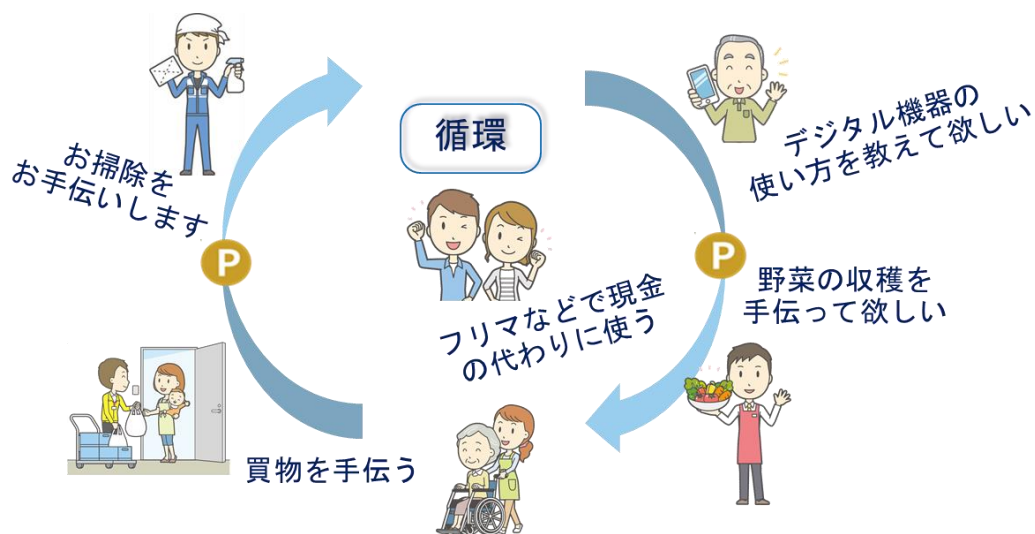 循環
お掃除を
お手伝いします
P
デジタル機器の
使い方を教えて欲しい
P
野菜の収穫を
手伝って欲しい
フリマなどで現金
の代わりに使う
買物を手伝う